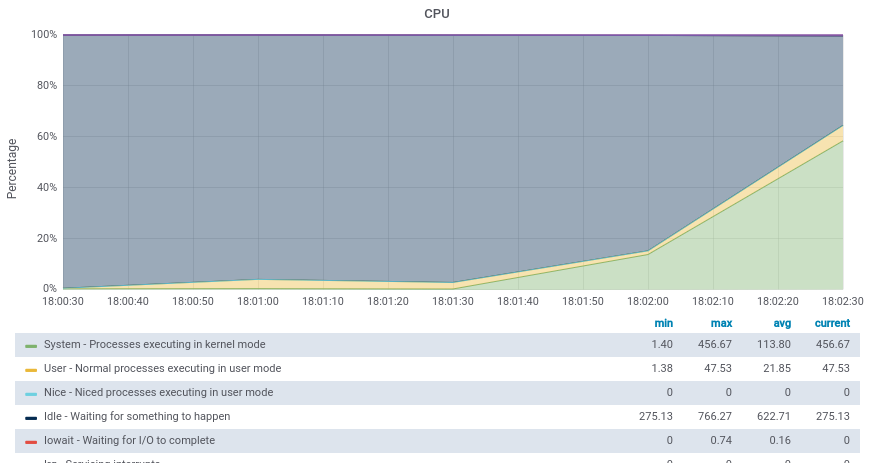 CPU
100%
80%
60%
40%
20%
0%
Percentage
18:00:30 18:00:40 18:00:50 18:01:00 18:01:10 18:01:20 18:01:30 18:01:40 18:01:50 18:02:00 18:02:10 18:02:20 18:02:30
min max avg current
System - Processes executing in kernel mode 1.40 456.67 113.80 456.67
User - Normal processes executing in user mode 1.38 47.53 21.85 47.53
Nice - Niced processes executing in user mode 0 0 0 0
Idle - Waiting for something to happen 275.13 766.27 622.71 275.13
Iowait - Waiting for I/O to complete 0 0.74 0.16 0